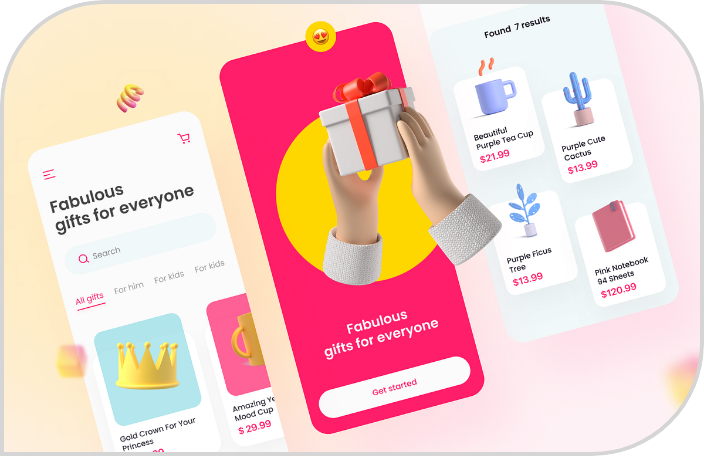 Fabulous
gifts for everyone
Search
All gifts
For him
For kids
For kids
Gold Crown For Your
Princess
Amazing
Mood Cup
$ 29.99
Fabulous
gifts for everyone
Get started
Found 7 results
Beautiful
Purple Tea Cup
$21.99
Purple Cute
Cactus
$13.99
Purple Ficus
Tree
$13.99
Pink Notebook
94 Sheets
$120.99